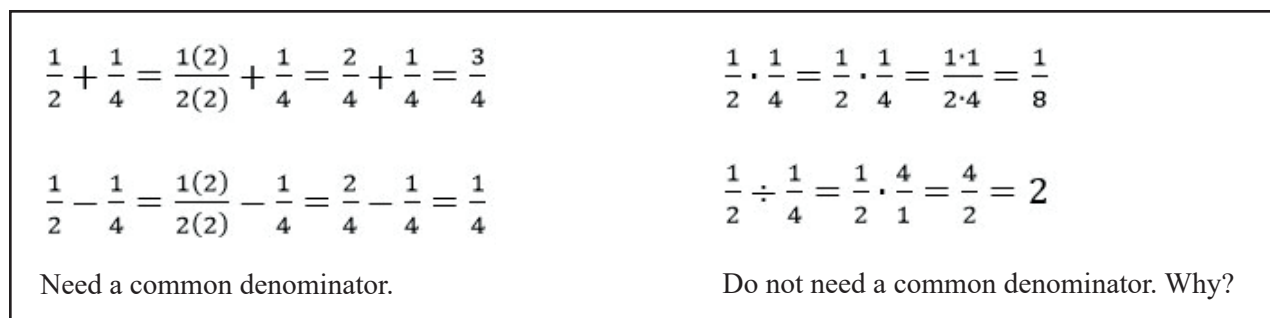 1/2 + 1/4 = 1(2)/2(2) + 1/4 = 2/4 + 1/4 = 3/4
1/2 − 1/4 = 1(2)/2(2) − 1/4 = 2/4 − 1/4 = 1/4
Need a common denominator.
1/2 · 1/4 = 1/2 · 1/4 = 1·1/2·4 = 1/8
1/2 ÷ 1/4 = 1/2 · 4/1 = 4/2 = 2
Do not need a common denominator. Why?